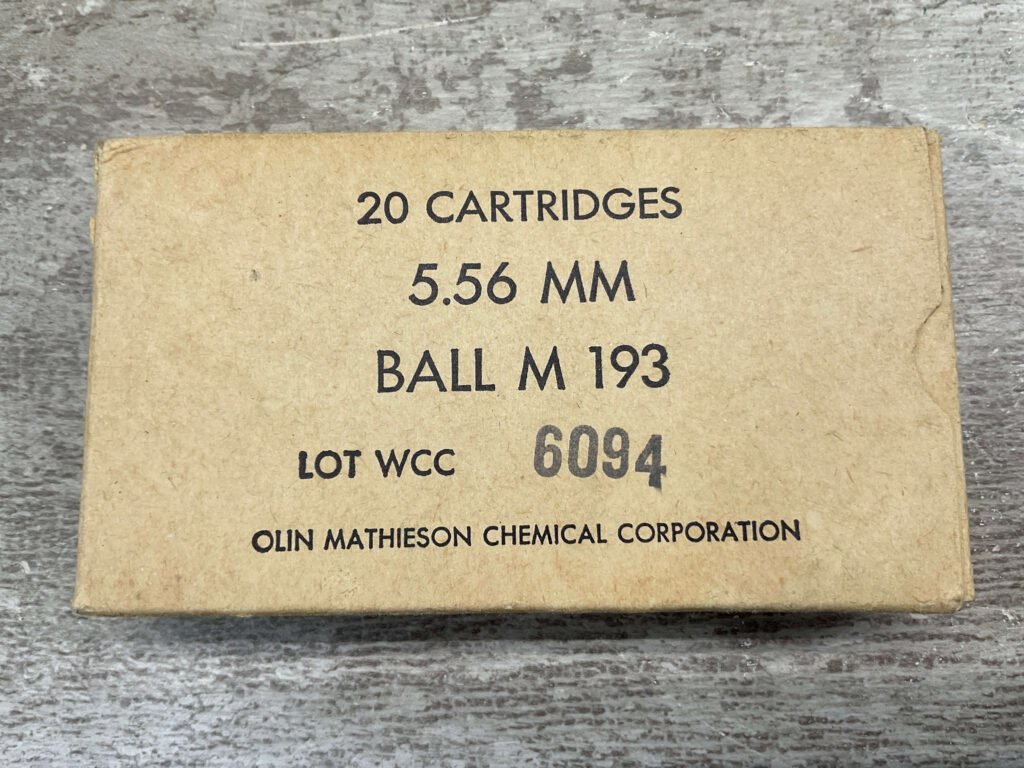 20 CARTRIDGES
5.56 MM
BALL M 193
LOT WCC 6094
OLIN MATHIESON CHEMICAL CORPORATION